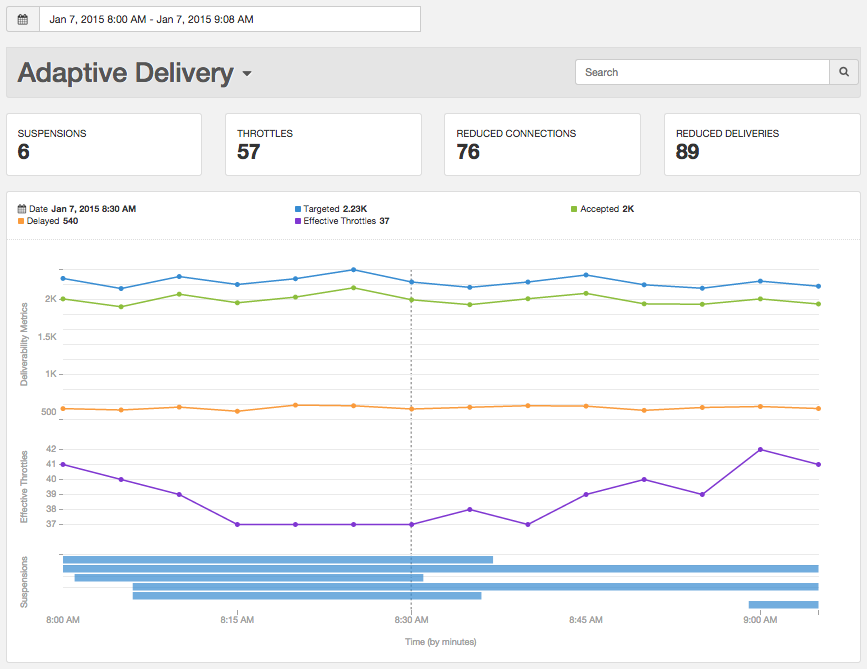 Jan 7, 2015 8:00 AM - Jan 7, 2015 9:08 AM
Adaptive Delivery
Search
SUSPENSIONS
6
THROTTLES
57
REDUCED CONNECTIONS
76
REDUCED DELIVERIES
89
Date Jan 7, 2015 8:30 AM
Targeted 2.23K
Accepted 2K
Delayed 540
Effective Throttles 37
Deliverability Metrics
2K
1.5K
1K
500
Effective Throttles
42
41
40
39
38
37
Suspensions
8:00 AM
8:15 AM
8:30 AM
8:45 AM
9:00 AM
Time (by minutes)